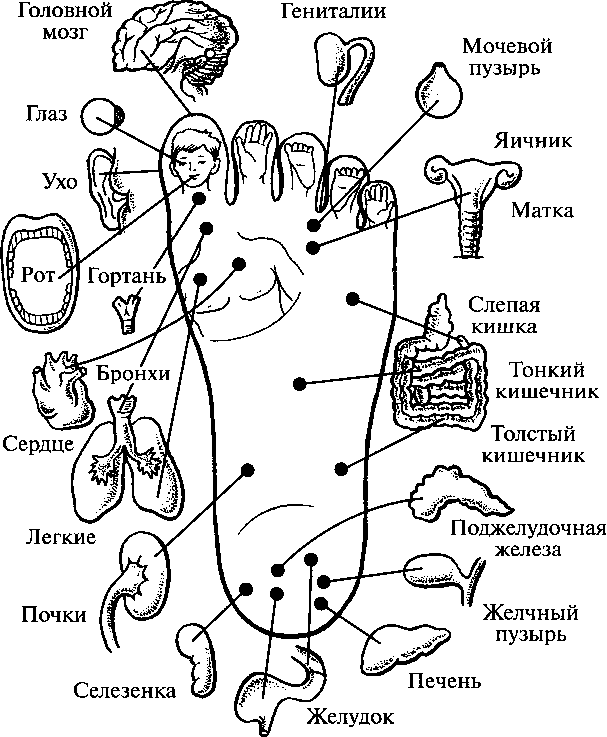 Головной
мозг
Гениталии
Мочевой
пузырь
Глаз
Яичник
Ухо
Матка
Рот
Гортань
Слепая
кишка
Бронхи
Тонкий
кишечник
Сердце
Толстый
кишечник
Легкие
Поджелудочная
железа
Почки
Желчный
пузырь
Селезенка
Печень
Желудок